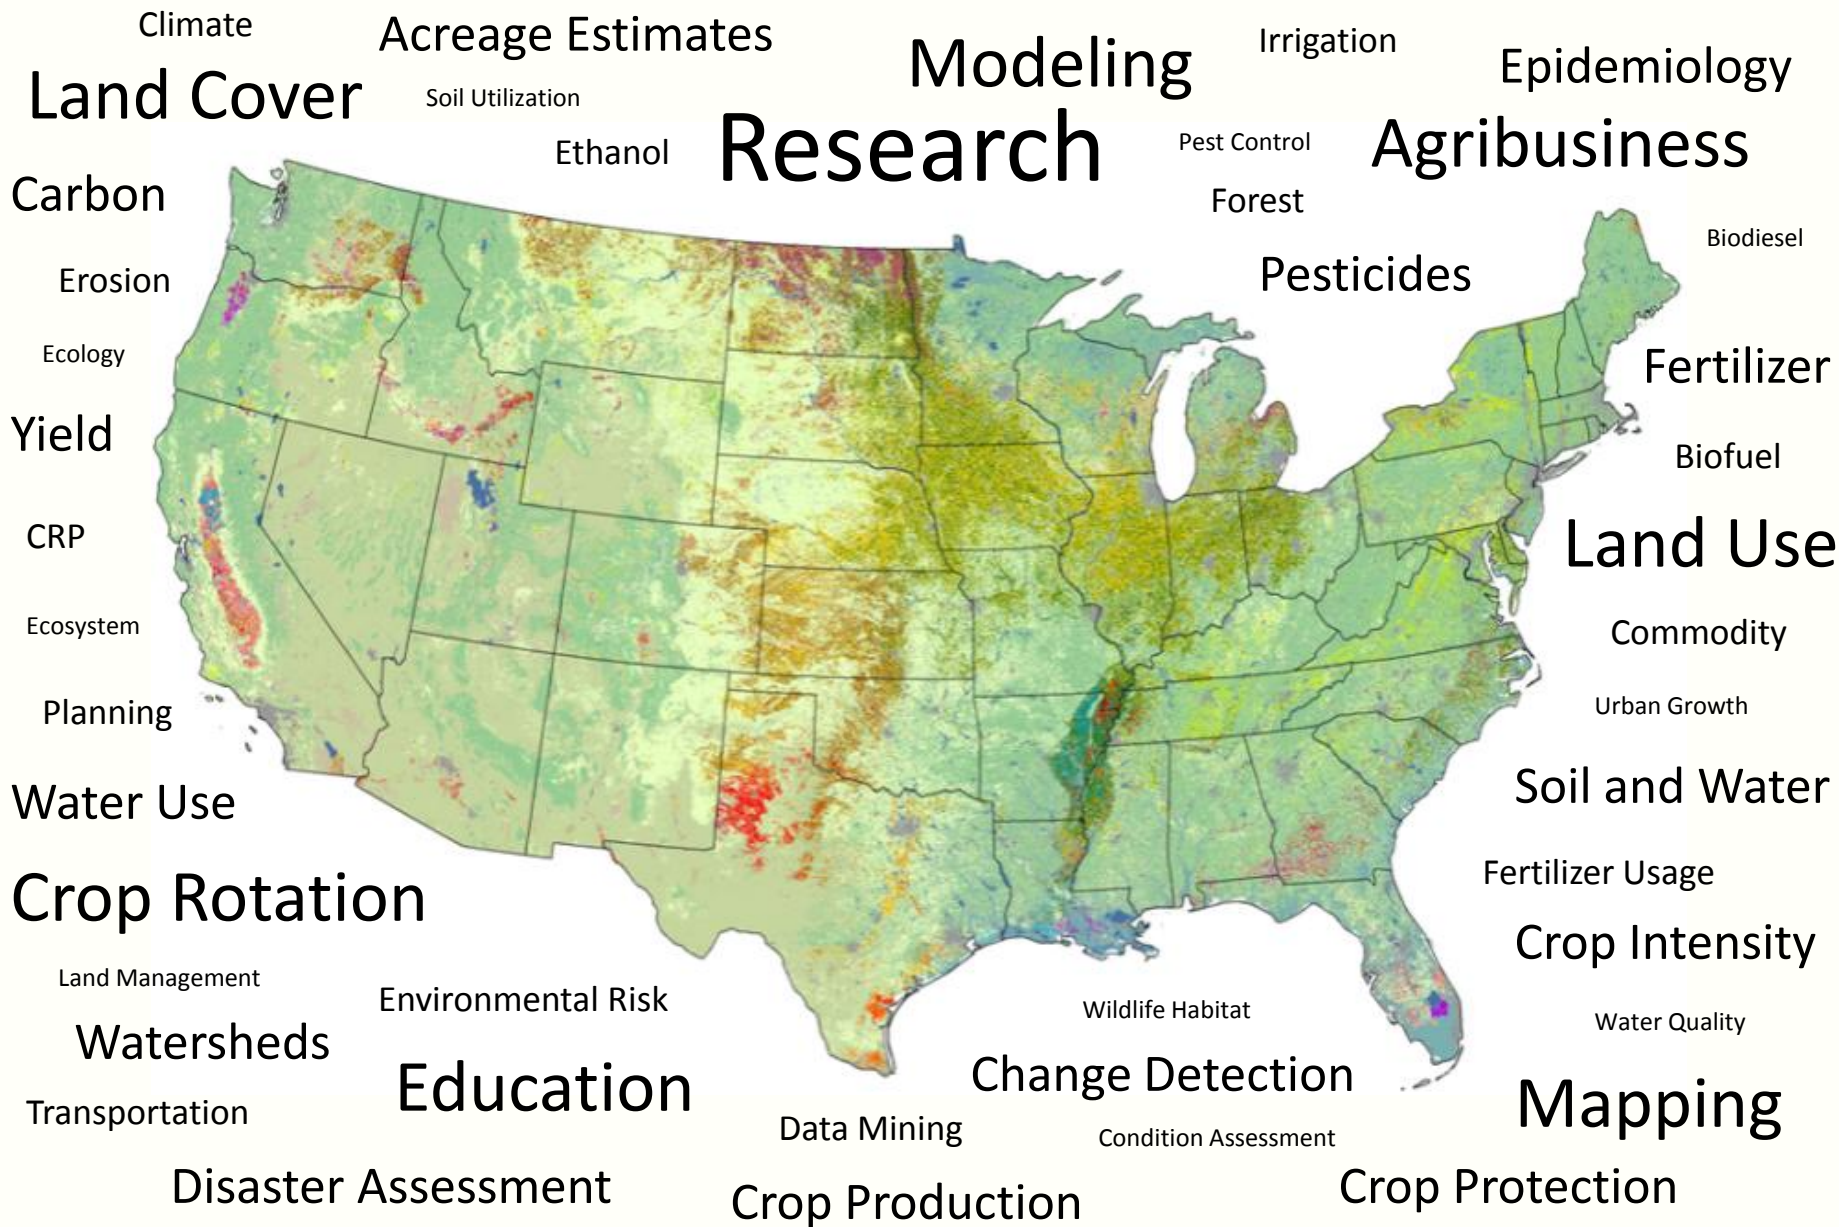 Climate
Acreage Estimates
Modeling
Irrigation
Epidemiology
Land Cover
Soil Utilization
Research
Ethanol
Pest Control
Agribusiness
Carbon
Forest
Biodiesel
Erosion
Pesticides
Ecology
Fertilizer
Yield
Biofuel
CRP
Land Use
Ecosystem
Commodity
Planning
Urban Growth
Water Use
Soil and Water
Crop Rotation
Fertilizer Usage
Crop Intensity
Land Management
Environmental Risk
Wildlife Habitat
Water Quality
Watersheds
Education
Change Detection
Mapping
Transportation
Data Mining
Condition Assessment
Disaster Assessment
Crop Production
Crop Protection